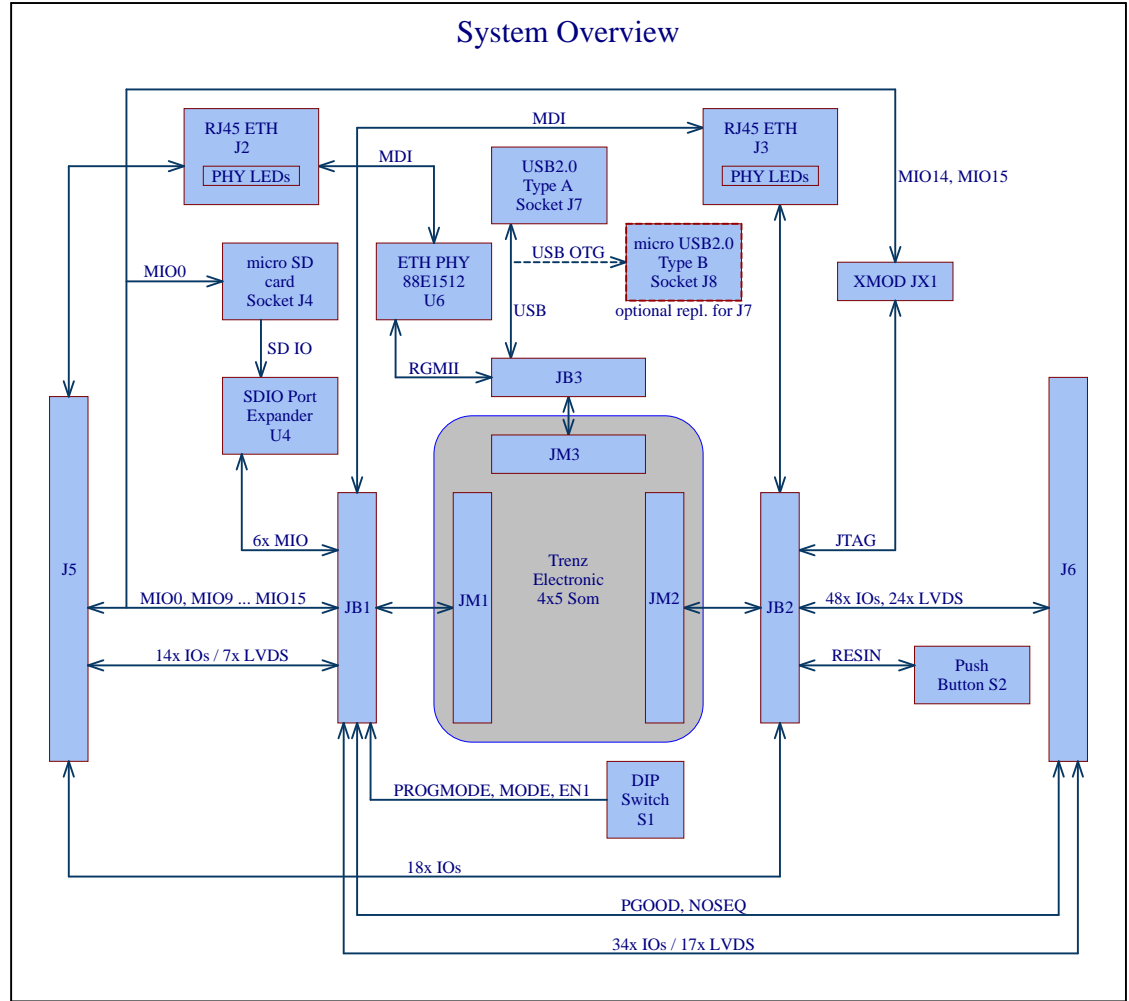 System Overview
RJ45 ETH
J2
PHY LEDs
MDI
MDI
RJ45 ETH
J3
PHY LEDs
USB2.0
Type A
Socket J7
MIO14, MIO15
MIO0
micro SD
card
Socket J4
ETH PHY
88E1512
U6
USB OTG
micro USB2.0
Type B
Socket J8
optional repl. for J7
XMOD JX1
USB
SD IO
RGMII
JB3
SDIO Port
Expander
U4
JM3
6x MIO
JTAG
J5
MIO0, MIO9 ... MIO15
JB1
JM1
Trenz
Electronic
4x5 Som
JM2
JB2
48x IOs, 24x LVDS
J6
14x IOs / 7x LVDS
RESIN
Push
Button S2
PROGMODE, MODE, EN1
DIP
Switch
S1
18x IOs
PGOOD, NOSEQ
34x IOs / 17x LVDS